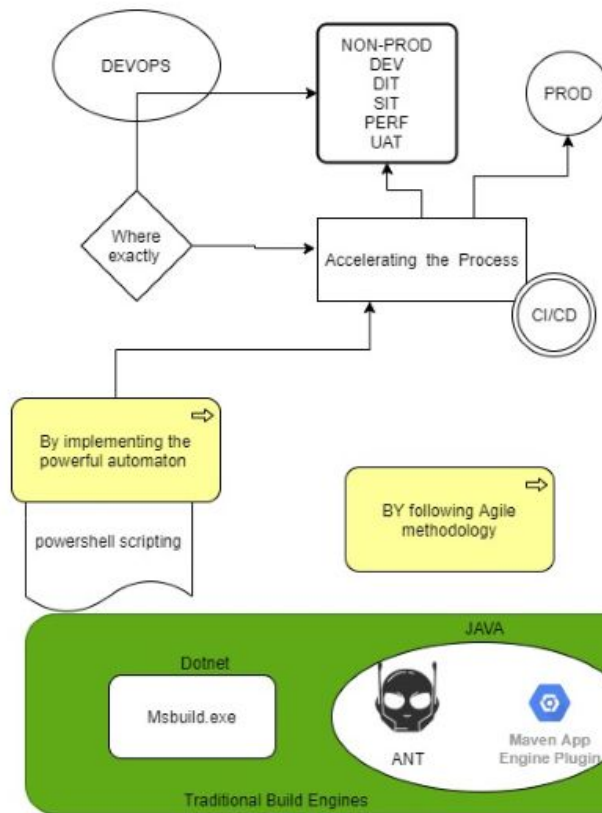 DEVOPS
NON-PROD
DEV
DIT
SIT
PERF
UAT
PROD
Where
exactly
Accelerating the Process
CI/CD
By implementing the
powerful automaton
powershell scripting
BY following Agile
methodology
JAVA
Dotnet
Msbuild.exe
ANT
Maven App
Engine Plugin
Traditional Build Engines